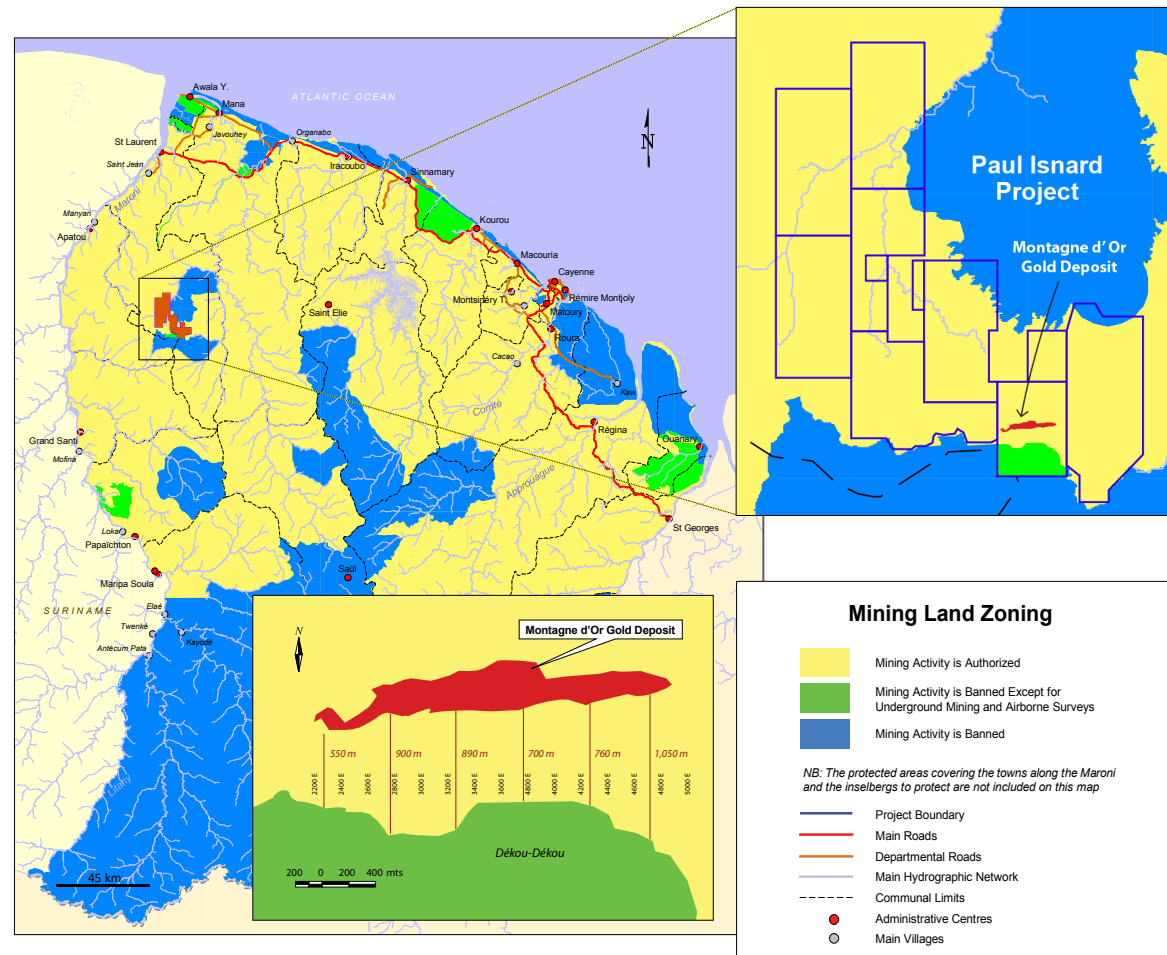 ATLANTIC OCEAN
N
Awala Y.
Mana
Javouhey
St Laurent
Saint Jean
Organabo
Iracoubo
Sinnamary
Moroni
Manyan
Apatou
Kourou
Macouria
Cayenne
Montsinéry T.
Rémire Montjoly
Matoury
Saint Elie
Roura
Cacao
Kaw
Comté
Régina
Grand Santi
Mofina
Ouanary
Approuague
St Georges
Loka
Papaïchton
Saül
Maripa Soula
SURINAME
Elaé
Twenké
Kayodé
Antécum Pata
Litany
45 km
Paul Isnard
Project
Montagne d' Or
Gold Deposit
N
Montagne d'Or Gold Deposit
550 m
900 m
890 m
700 m
760 m
1,050 m
2200 E
2400 E
2600 E
2800 E
3000 E
3200 E
3400 E
3600 E
3800 E
4000 E
4200 E
4400 E
4600 E
4800 E
5000 E
Dékou-Dékou
200 0 200 400 mts
Mining Land Zoning
Mining Activity is Authorized
Mining Activity is Banned Except for
Underground Mining and Airborne Surveys
Mining Activity is Banned
NB: The protected areas covering the towns along the Maroni
and the inselbergs to protect are not included on this map
Project Boundary
Main Roads
Departmental Roads
Main Hydrographic Network
Communal Limits
Administrative Centres
Main Villages